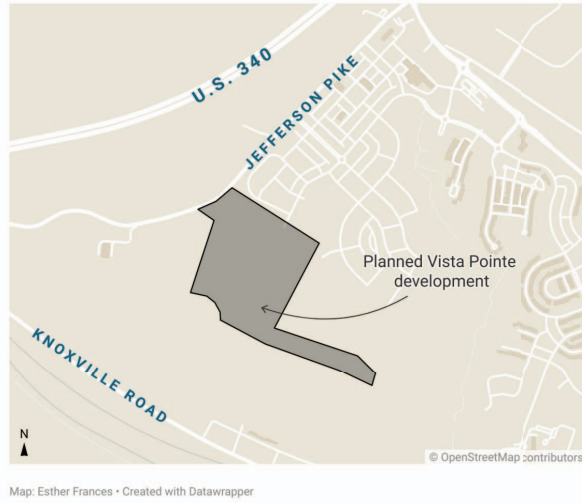 U.S. 340
JEFFERSON PIKE
Planned Vista Pointe
development
KNOXVILLE ROAD
N
© OpenStreetMap contributors
Map: Esther Frances • Created with Datawrapper